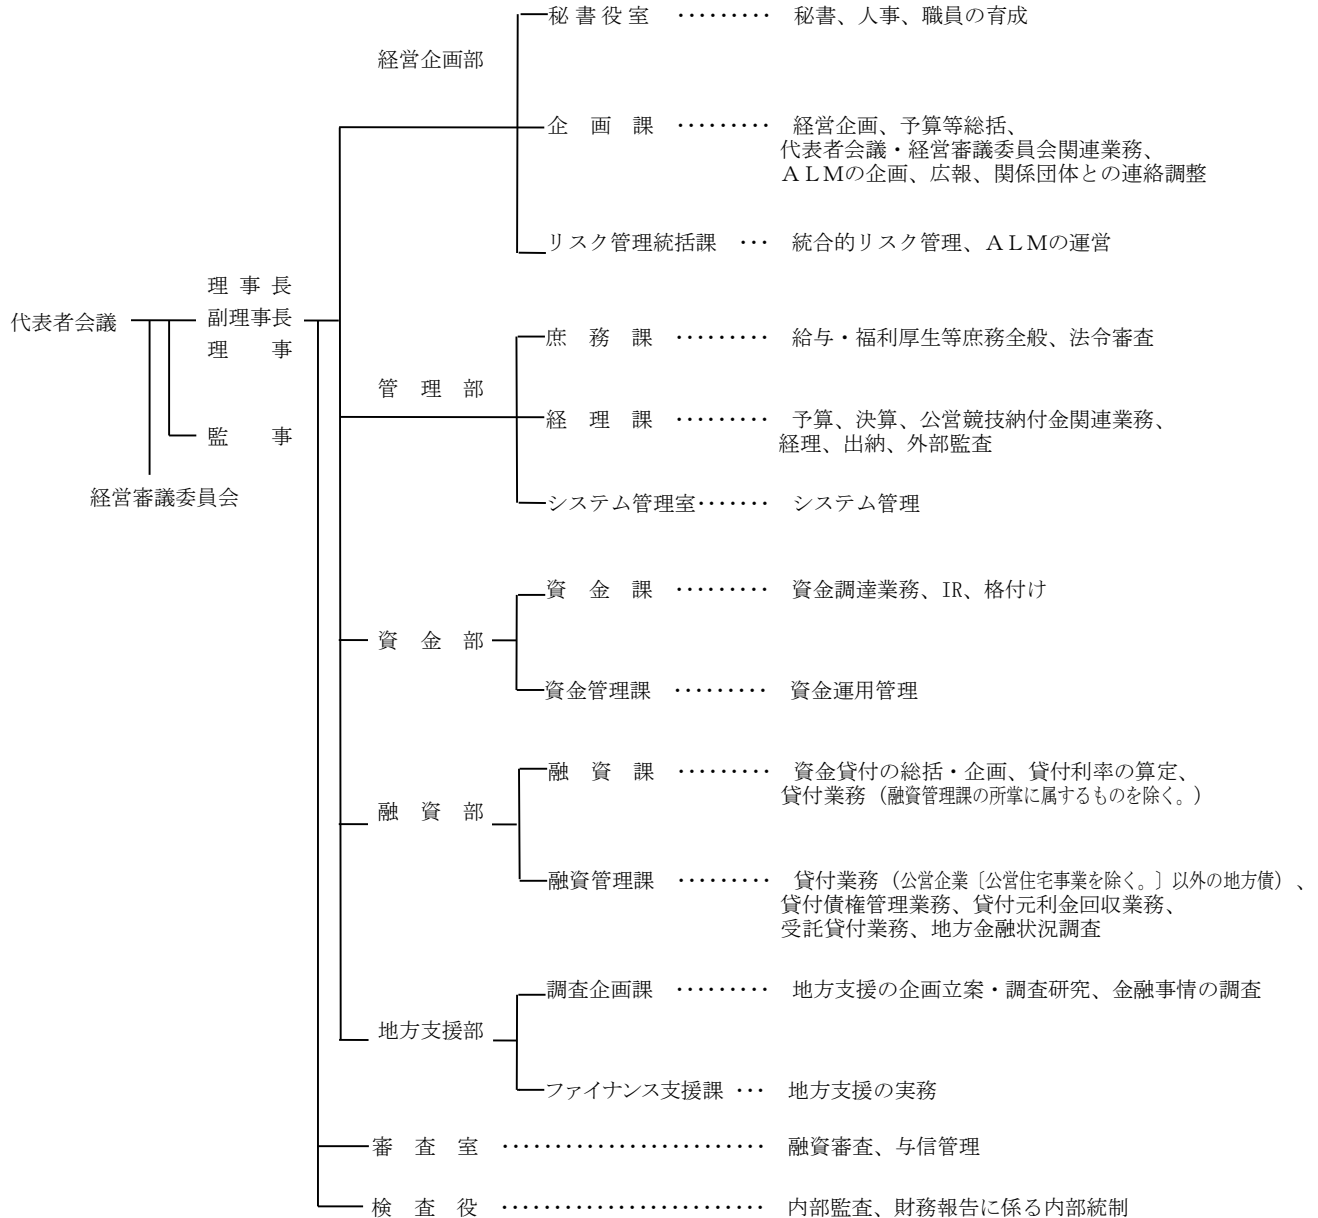 秘書役室 ········· 秘書、人事、職員の育成
経営企画部
企画課 ········· 経営企画、予算等総括、
代表者会議・経営審議委員会関連業務、
ＡＬＭの企画、広報、関係団体との連絡調整
リスク管理統括課 ··· 統合的リスク管理、ＡＬＭの運営
理事長
代表者会議
副理事長
理事
庶務課 ········· 給与・福利厚生等庶務全般、法令審査
管理部
経理課 ········· 予算、決算、公営競技納付金関連業務、
経理、出納、外部監査
監事
経営審議委員会
システム管理室······· システム管理
資金課 ········· 資金調達業務、IR、格付け
資金部
資金管理課 ········· 資金運用管理
融資課 ········· 資金貸付の総括・企画、貸付利率の算定、
貸付業務（融資管理課の所掌に属するものを除く。）
融資部
融資管理課 ········· 貸付業務（公営企業〔公営住宅事業を除く。〕以外の地方債）、
貸付債権管理業務、貸付元利金回収業務、
受託貸付業務、地方金融状況調査
調査企画課 ········· 地方支援の企画立案・調査研究、金融事情の調査
地方支援部
ファイナンス支援課 ··· 地方支援の実務
審査室 ························· 融資審査、与信管理
検査役 ························· 内部監査、財務報告に係る内部統制